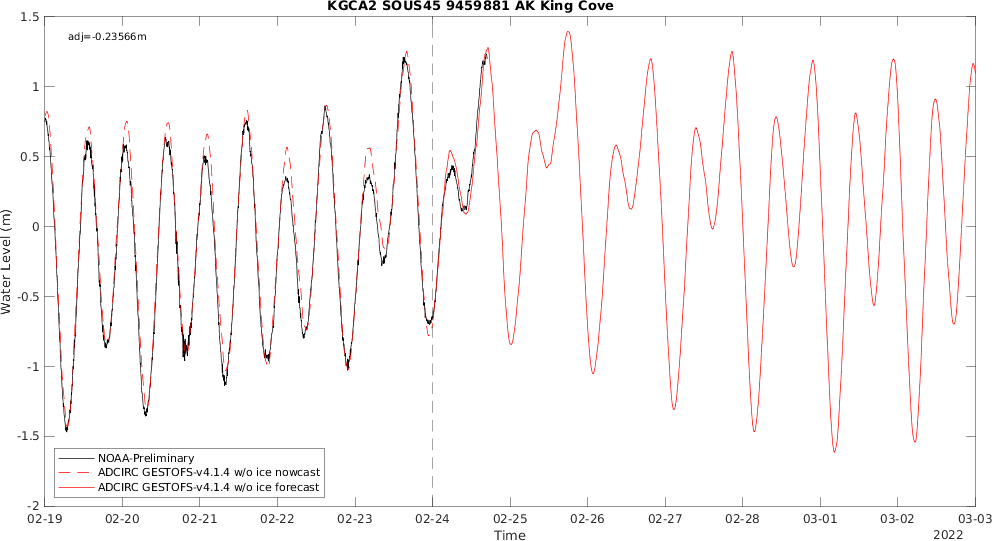 KGCA2 SOUS45 9459881 AK King Cove
adj=-0.23566m
1.5
1
0.5
0
-0.5
-1
-1.5
-2
Water Level (m)
NOAA-Preliminary
ADCIRC GESTOFS-v4.1.4 w/o ice nowcast
ADCIRC GESTOFS-v4.1.4 w/o ice forecast
02-19 02-20 02-21 02-22 02-23 02-24 02-25 02-26 02-27 02-28 03-01 03-02 03-03
Time
2022